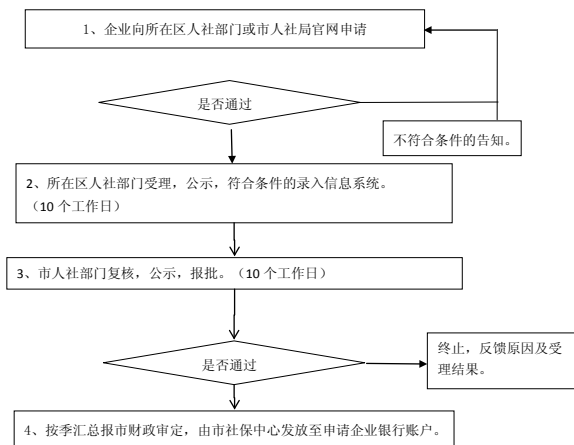 1、企业向所在区人社部门或市人社局官网申请
是否通过
不符合条件的告知。
2、所在区人社部门受理，公示，符合条件的录入信息系统。
（10 个工作日）
3、市人社部门复核，公示，报批。（10 个工作日）
是否通过
终止，反馈原因及受
理结果。
4、按季汇总报市财政审定，由市社保中心发放至申请企业银行账户。